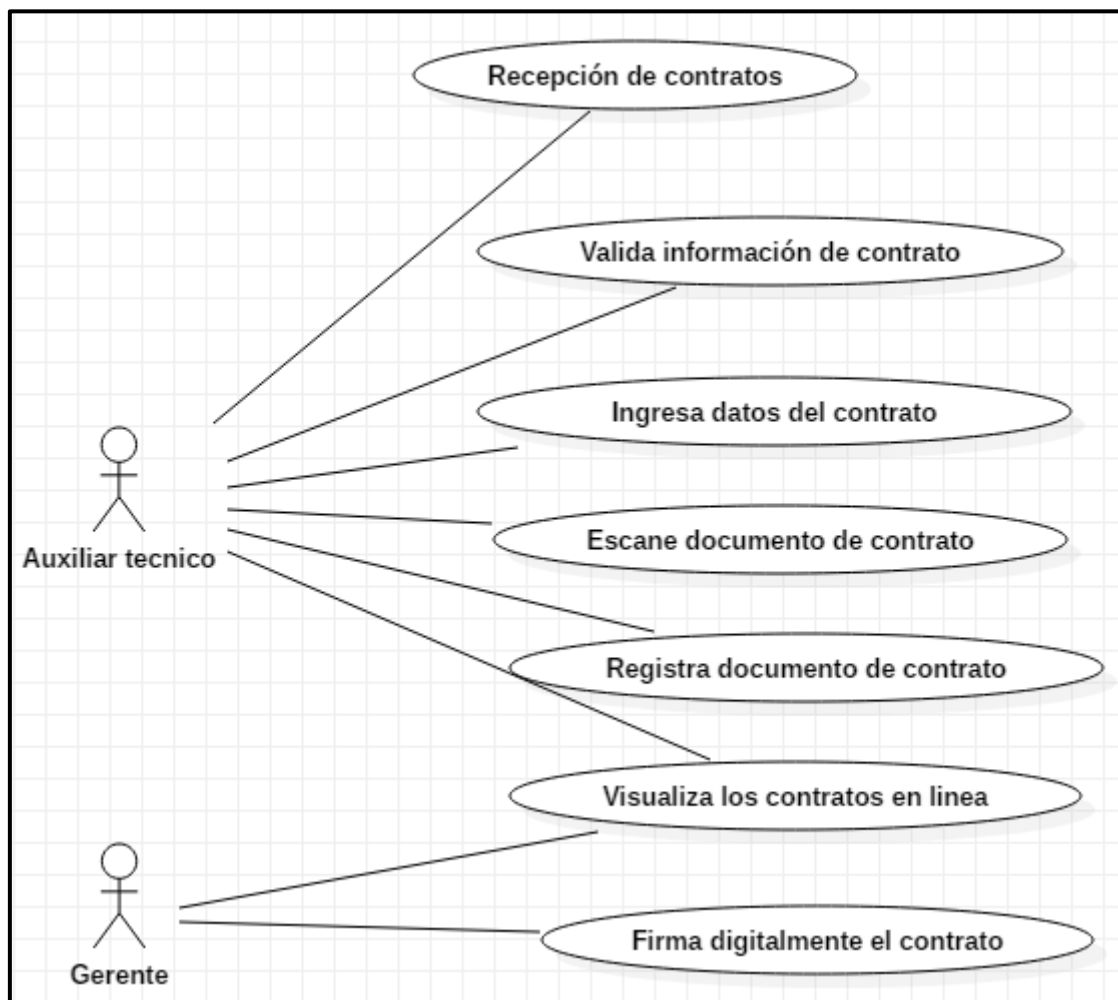 Recepción de contratos
Valida información de contrato
Ingresa datos del contrato
Escane documento de contrato
Auxiliar tecnico
Registra documento de contrato
Visualiza los contratos en linea
Firma digitalmente el contrato
Gerente